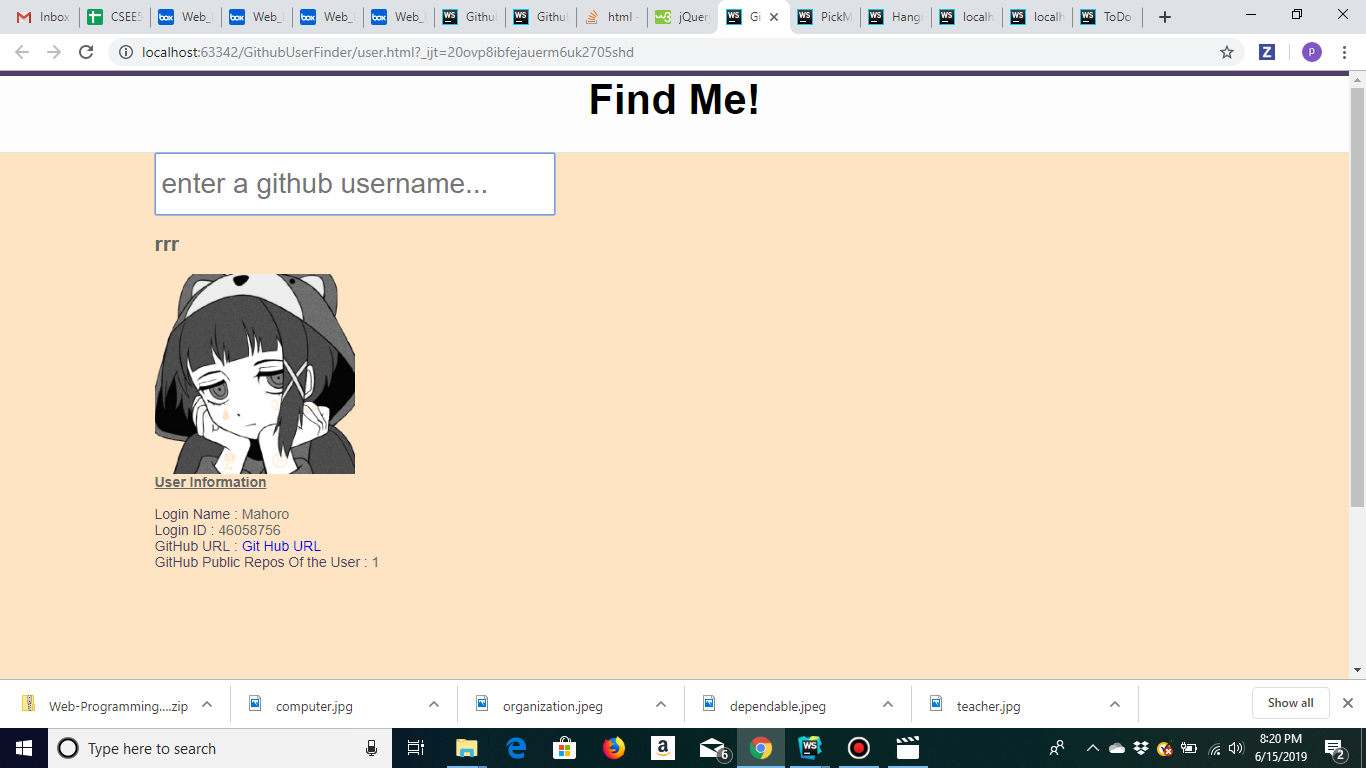 Inbox
CSEES
Web_
Web_
Web_
Web_
Github
Github
html
jQuer
Gi
PickM
Hang
localh
localh
ToDo
localhost:63342/GithubUserFinder/user.html?_ijt=20ovp8ibfejauerm6uk2705shd
Z
p
Find Me!
enter a github username...
rrr
User Information
Login Name : Mahoro
Login ID : 46058756
GitHub URL : Git Hub URL
GitHub Public Repos Of the User : 1
Web-Programming....zip
computer.jpg
organization.jpeg
dependable.jpeg
teacher.jpg
Show all
Type here to search
6
8:20 PM
6/15/2019
2